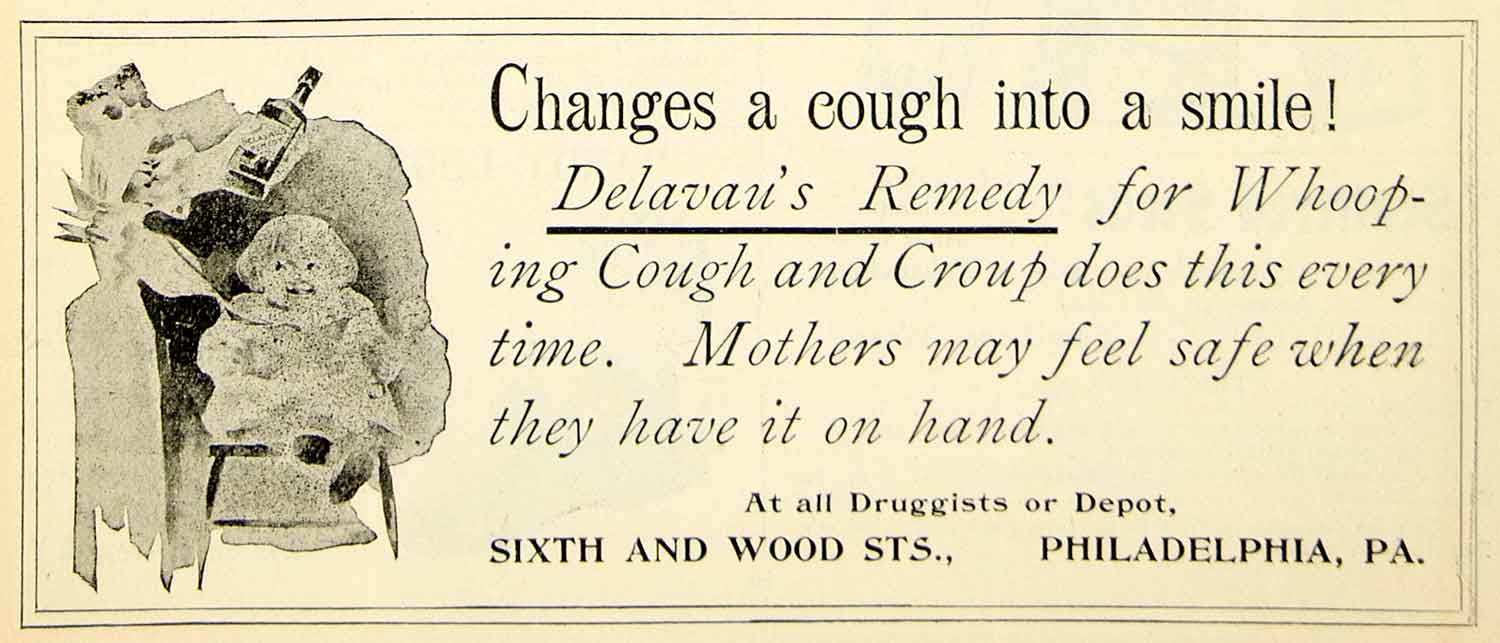 Changes a cough into a smile!
Delavau's Remedy for Whoop-
ing Cough and Croup does this every
time. Mothers may feel safe when
they have it on hand.
At all Druggists or Depot,
SIXTH AND WOOD STS., PHILADELPHIA, PA.